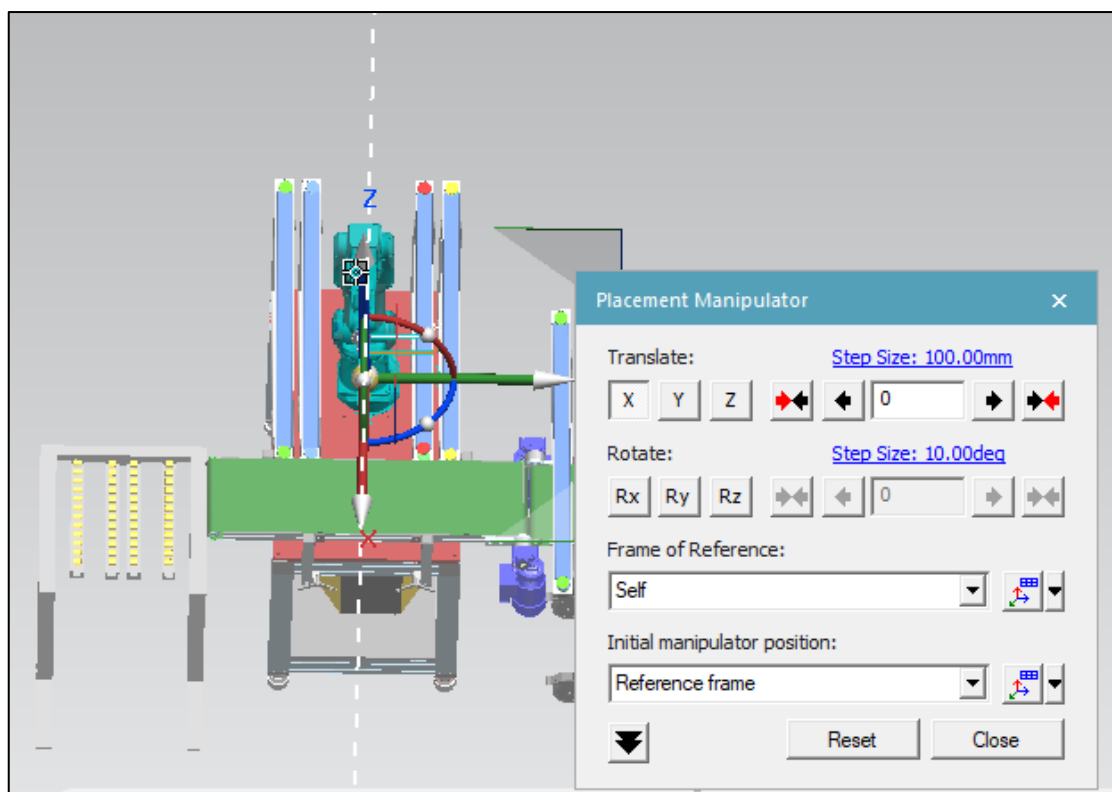 Z
X
Placement Manipulator
Translate:
Step Size: 100.00mm
X Y Z 0
Rotate:
Step Size: 10.00deg
Rx Ry Rz 0
Frame of Reference:
Self
Initial manipulator position:
Reference frame
Reset Close